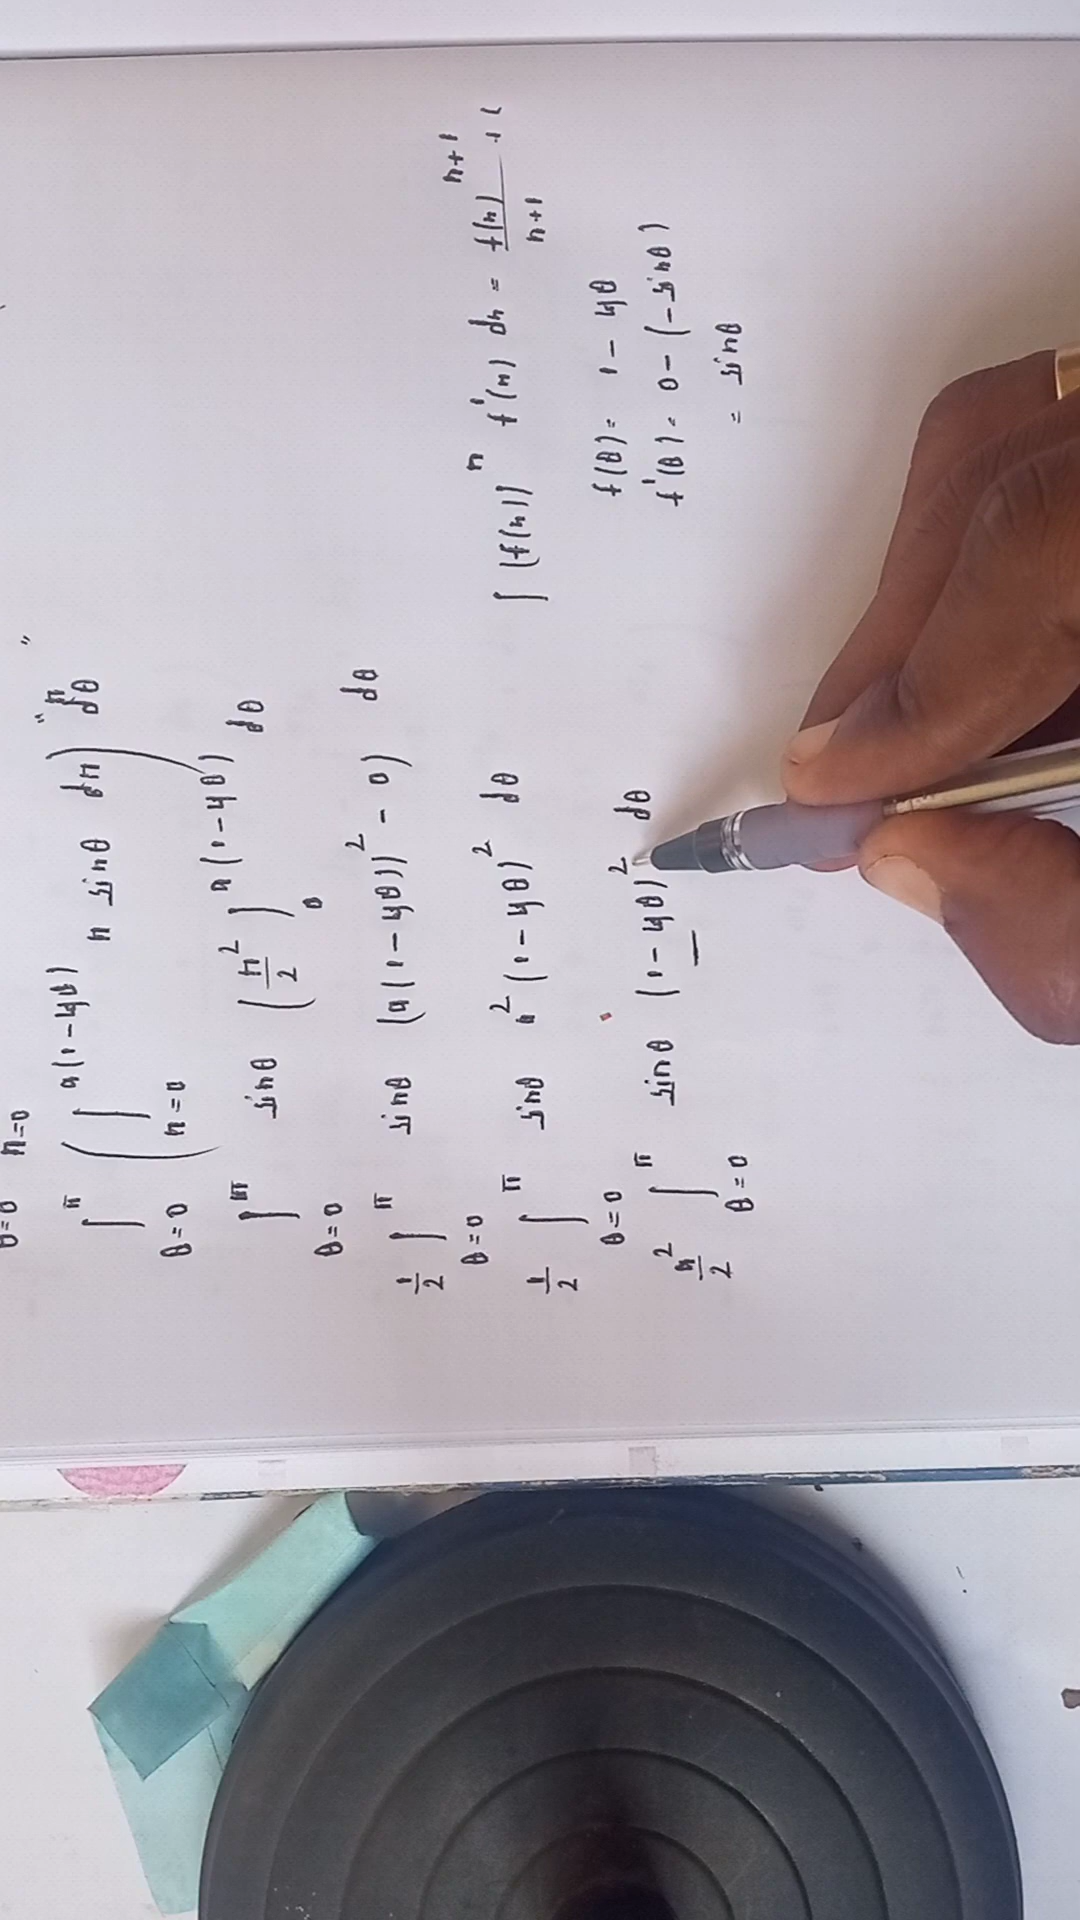 θ=0 r=0
∫_{θ=0}^{π} ( ∫_{r=0}^{a(1-cosθ)} r sinθ dr ) dθ
∫_{θ=0}^{π} sinθ (r²/2)_{0}^{a(1-cosθ)} dθ
1/2 ∫_{θ=0}^{π} sinθ (a(1-cosθ))² - 0) dθ
1/2 ∫_{θ=0}^{π} sinθ a² (1-cosθ)² dθ
∫ (f(x))^n f'(x) dx = f(x)^{n+1}/n+1 + c
a²/2 ∫_{θ=0}^{π} sinθ (1-cosθ)² dθ
f(θ) = 1 - cosθ
f'(θ) = 0 - (-sinθ)
= sinθ